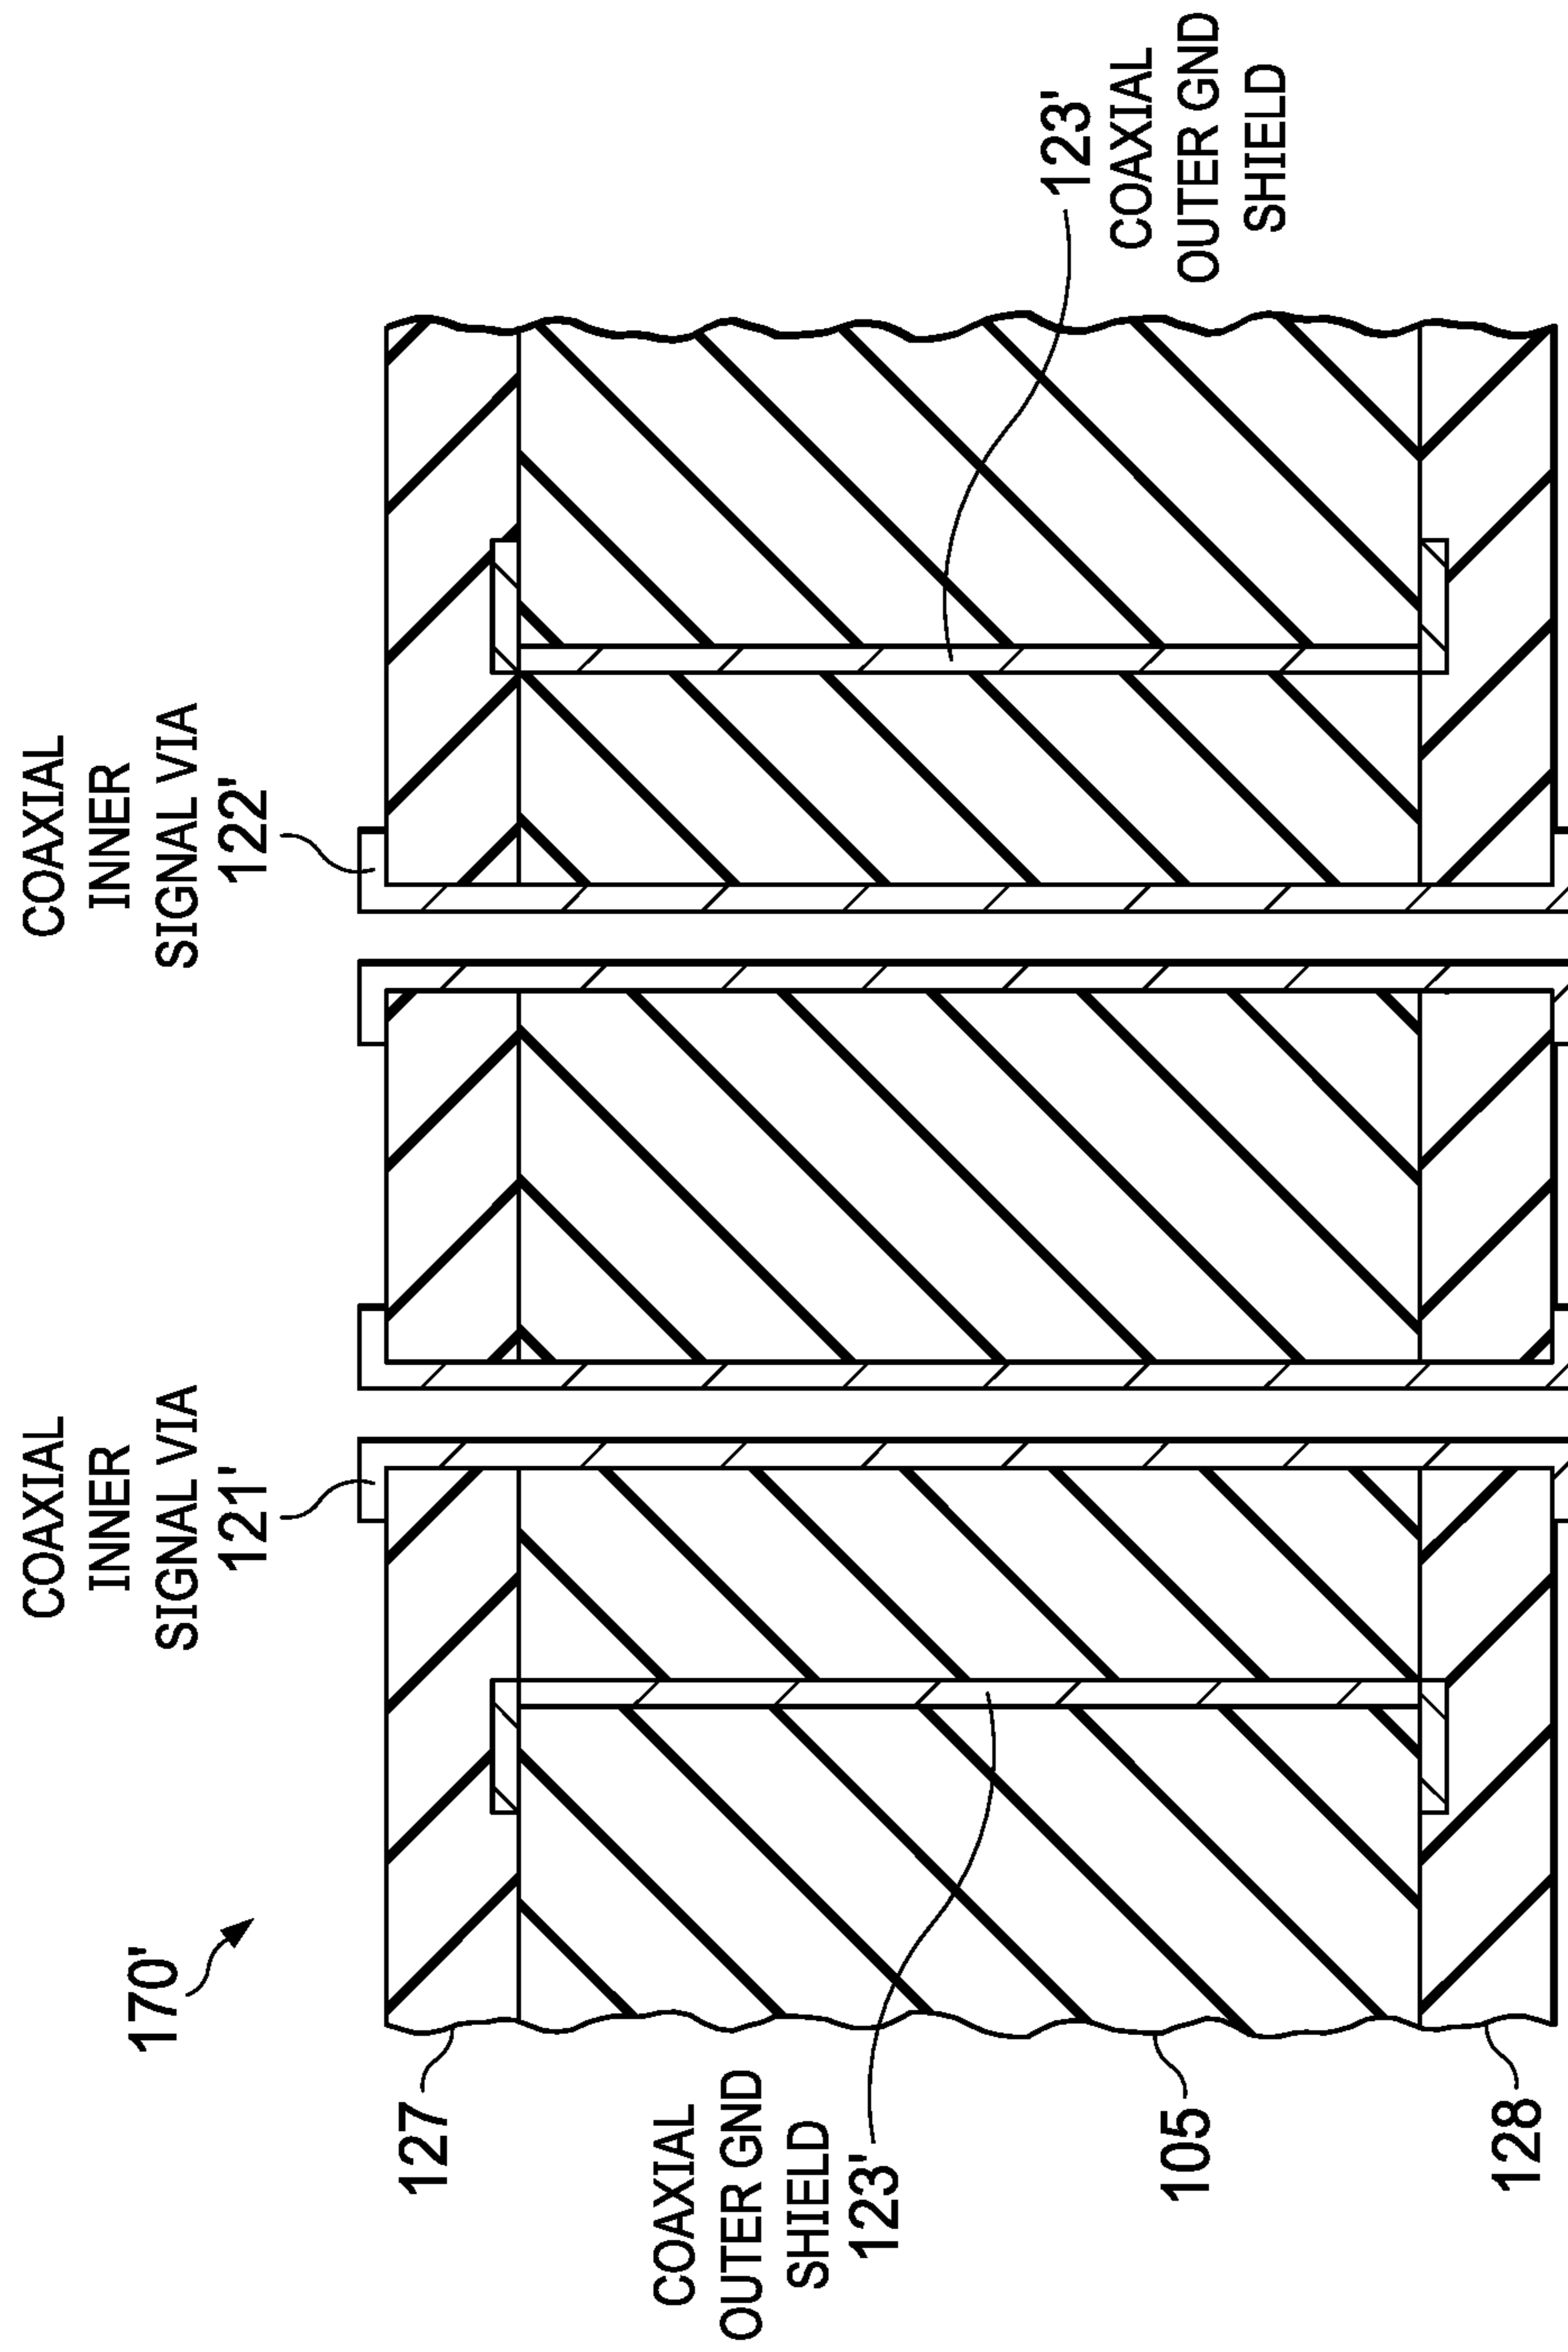 170'
COAXIAL
INNER
SIGNAL VIA
121'
COAXIAL
INNER
SIGNAL VIA
122'
127
COAXIAL
OUTER GND
SHIELD
123'
105
128
123'
COAXIAL
OUTER GND
SHIELD